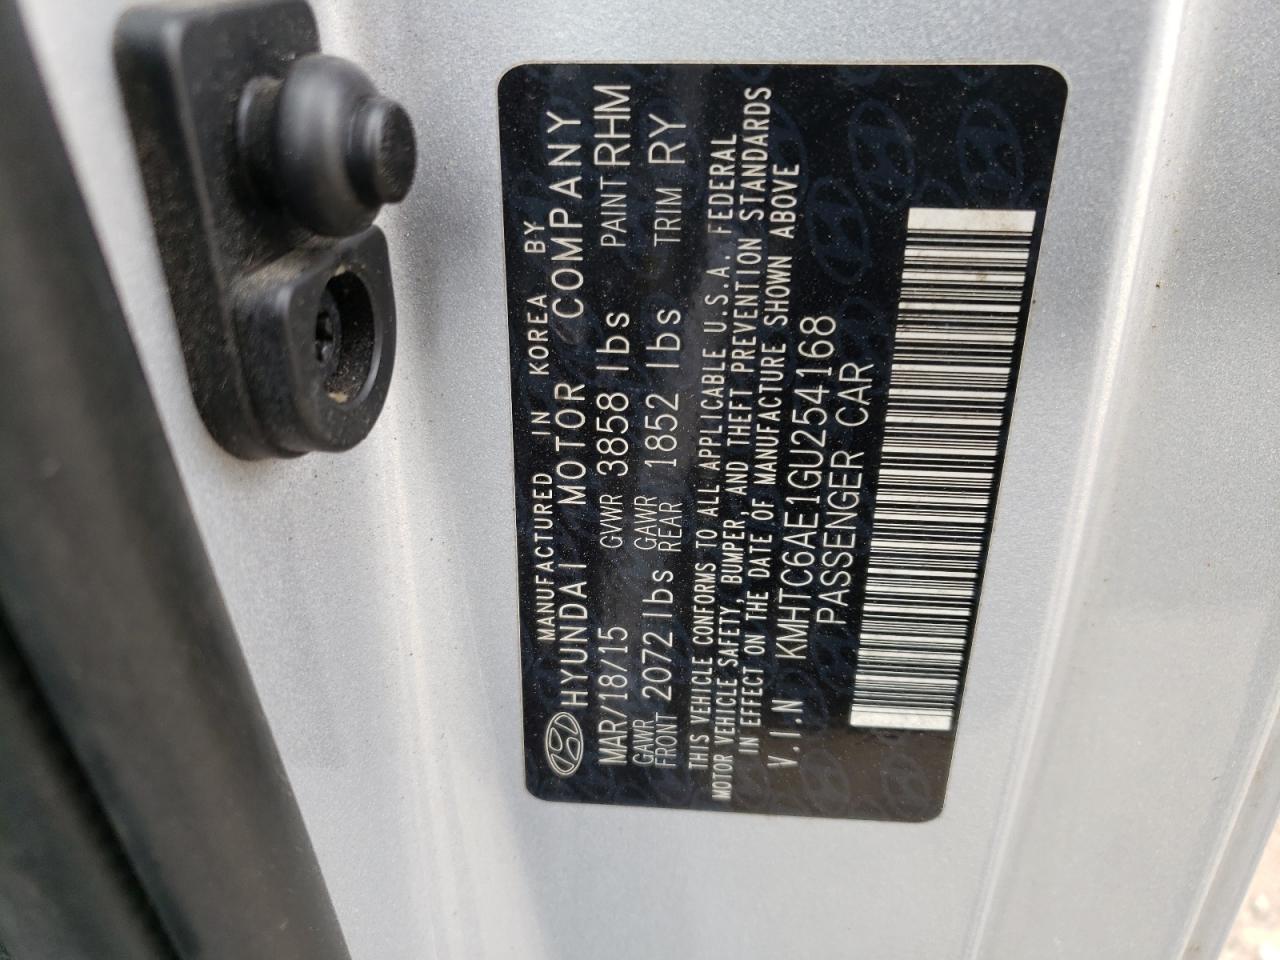 MANUFACTURED IN KOREA BY
HYUNDAI MOTOR COMPANY
MAR/18/15 GVWR 3858 lbs PAINT RHM
GAWR FRONT 2072 lbs GAWR REAR 1852 lbs TRIM RY
THIS VEHICLE CONFORMS TO ALL APPLICABLE U.S.A. FEDERAL
MOTOR VEHICLE SAFETY, BUMPER, AND THEFT PREVENTION STANDARDS
IN EFFECT ON THE DATE OF MANUFACTURE SHOWN ABOVE
V.I.N KMHTC6AE1GU254168
PASSENGER CAR